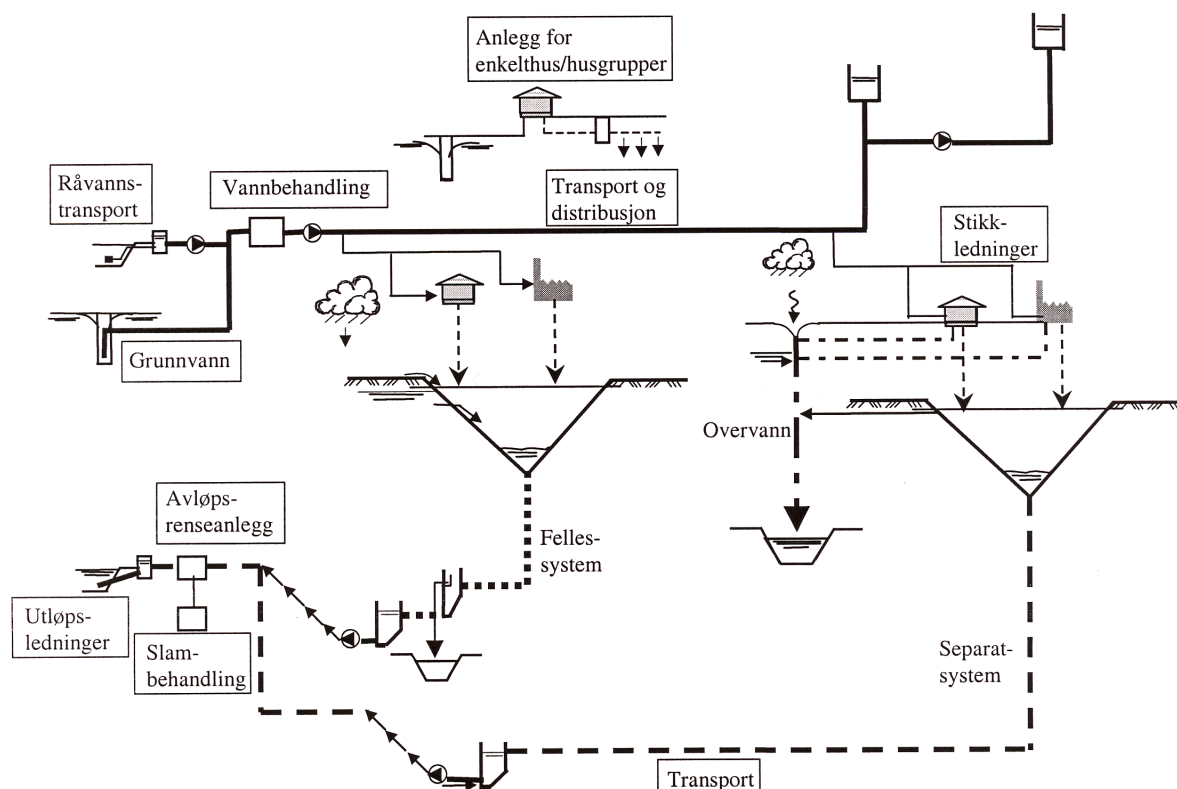 Anlegg for
enkelthus/husgrupper
Råvanns-
transport
Vannbehandling
Transport og
distribusjon
Stikk-
ledninger
Grunnvann
Overvann
Avløps-
renseanlegg
Felles-
system
Utløps-
ledninger
Slam-
behandling
Separat-
system
Transport